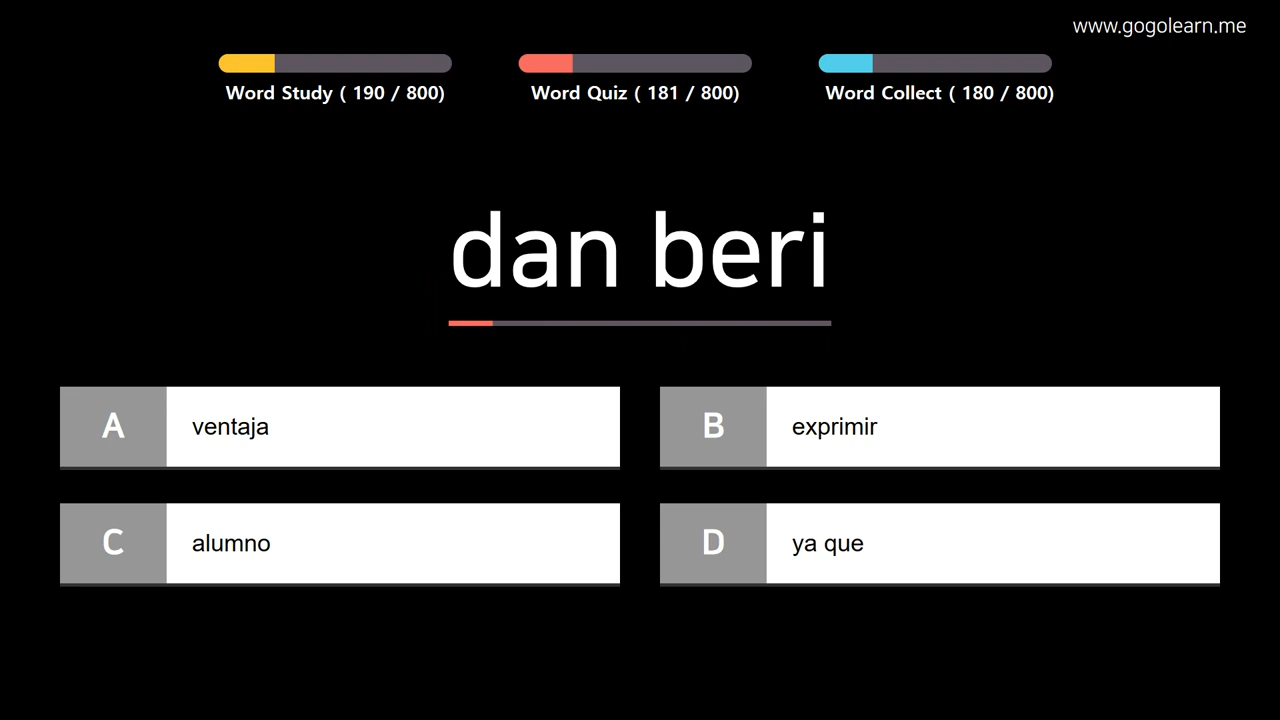 www.gogolearn.me
Word Study ( 190 / 800)
Word Quiz ( 181 / 800)
Word Collect ( 180 / 800)
dan beri
A ventaja
B exprimir
C alumno
D ya que